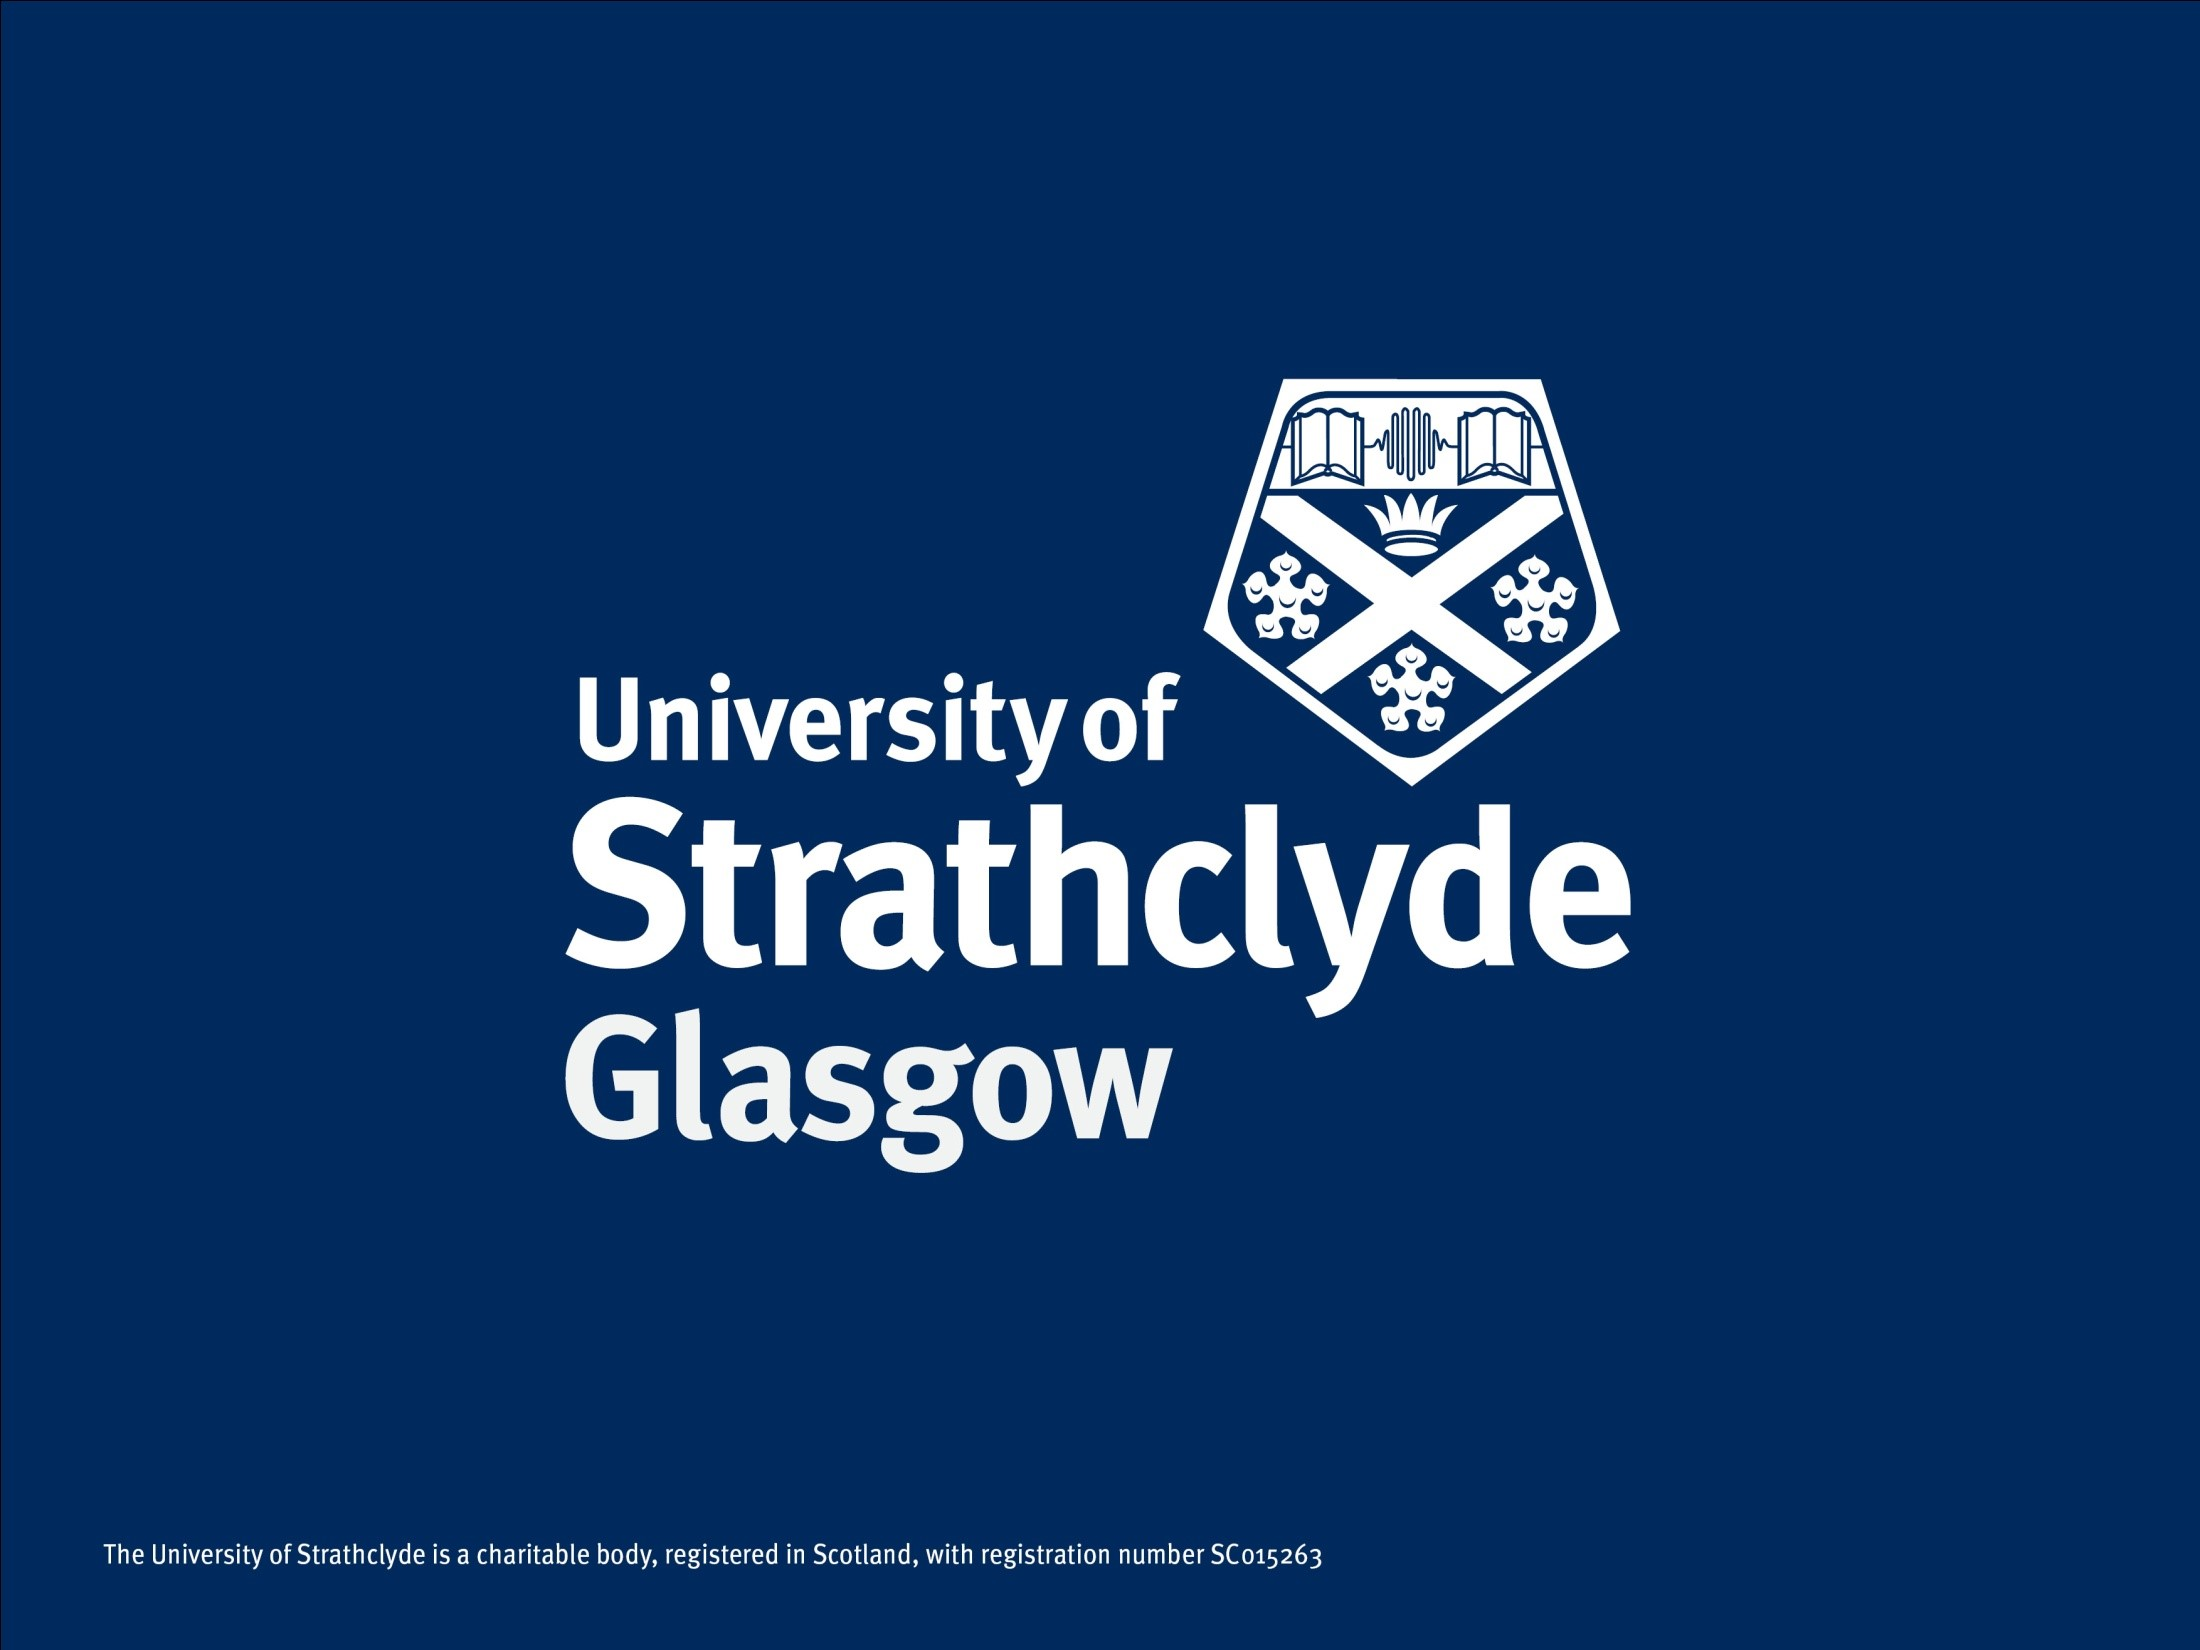 University of
Strathclyde
Glasgow
The University of Strathclyde is a charitable body, registered in Scotland, with registration number SC015263